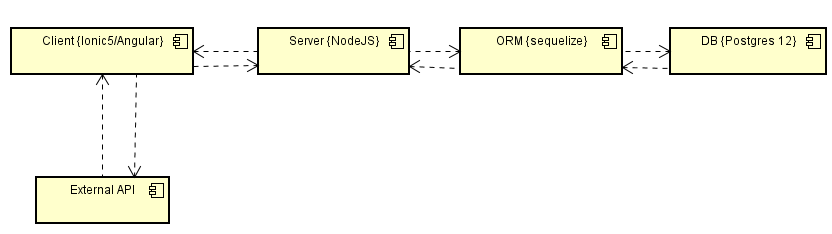 Client {Ionic5/Angular}
Server {NodeJS}
ORM {sequelize}
DB {Postgres 12}
External API